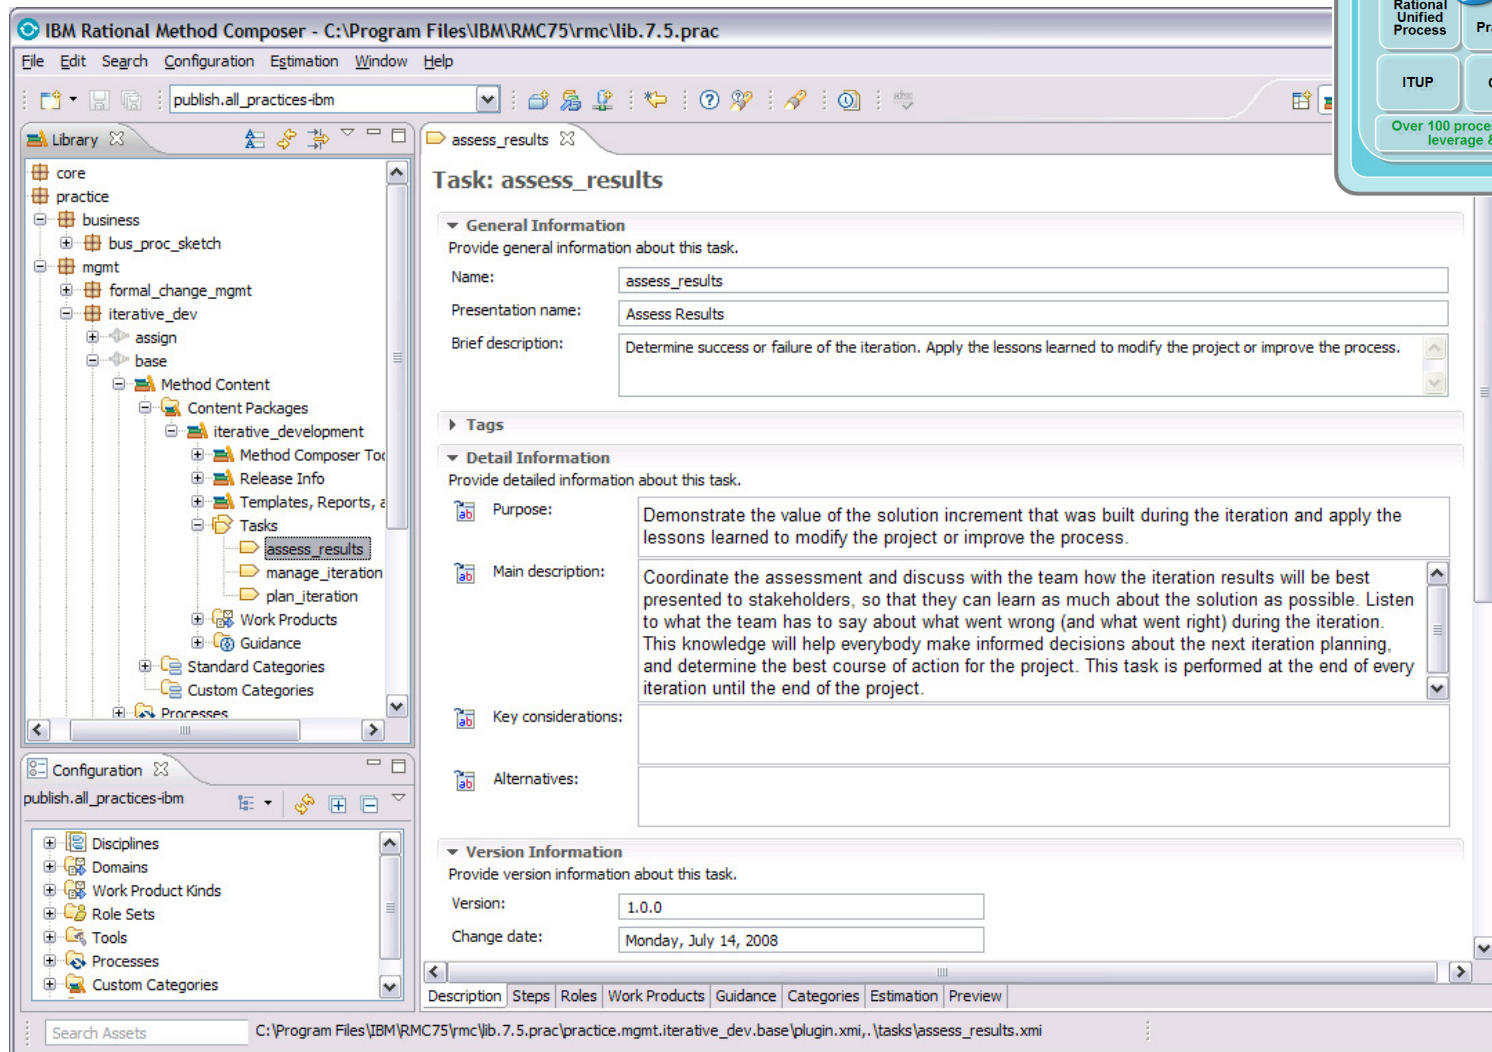 IBM Rational Method Composer - C:\Program Files\IBM\RMC75\rmc\lib.7.5.prac
Rational
Unified
Process
ITUP
Over 100 proce
leverage &
File Edit Search Configuration Estimation Window Help
publish.all_practices-ibm
Library
core
practice
business
bus_proc_sketch
mgmt
formal_change_mgmt
iterative_dev
assign
base
Method Content
Content Packages
iterative_development
Method Composer Too
Release Info
Templates, Reports, a
Tasks
assess_results
manage_iteration
plan_iteration
Work Products
Guidance
Standard Categories
Custom Categories
Processes
Configuration
publish.all_practices-ibm
Disciplines
Domains
Work Product Kinds
Role Sets
Tools
Processes
Custom Categories
assess_results
Task: assess_results
General Information
Provide general information about this task.
Name:
assess_results
Presentation name:
Assess Results
Brief description:
Determine success or failure of the iteration. Apply the lessons learned to modify the project or improve the process.
Tags
Detail Information
Provide detailed information about this task.
Purpose:
Demonstrate the value of the solution increment that was built during the iteration and apply the
lessons learned to modify the project or improve the process.
Main description:
Coordinate the assessment and discuss with the team how the iteration results will be best
presented to stakeholders, so that they can learn as much about the solution as possible. Listen
to what the team has to say about what went wrong (and what went right) during the iteration.
This knowledge will help everybody make informed decisions about the next iteration planning,
and determine the best course of action for the project. This task is performed at the end of every
iteration until the end of the project.
Key considerations:
Alternatives:
Version Information
Provide version information about this task.
Version:
1.0.0
Change date:
Monday, July 14, 2008
Description Steps Roles Work Products Guidance Categories Estimation Preview
Search Assets
C:\Program Files\IBM\RMC75\rmc\lib.7.5.prac\practice.mgmt.iterative_dev.base\plugin.xmi,.\tasks\assess_results.xmi